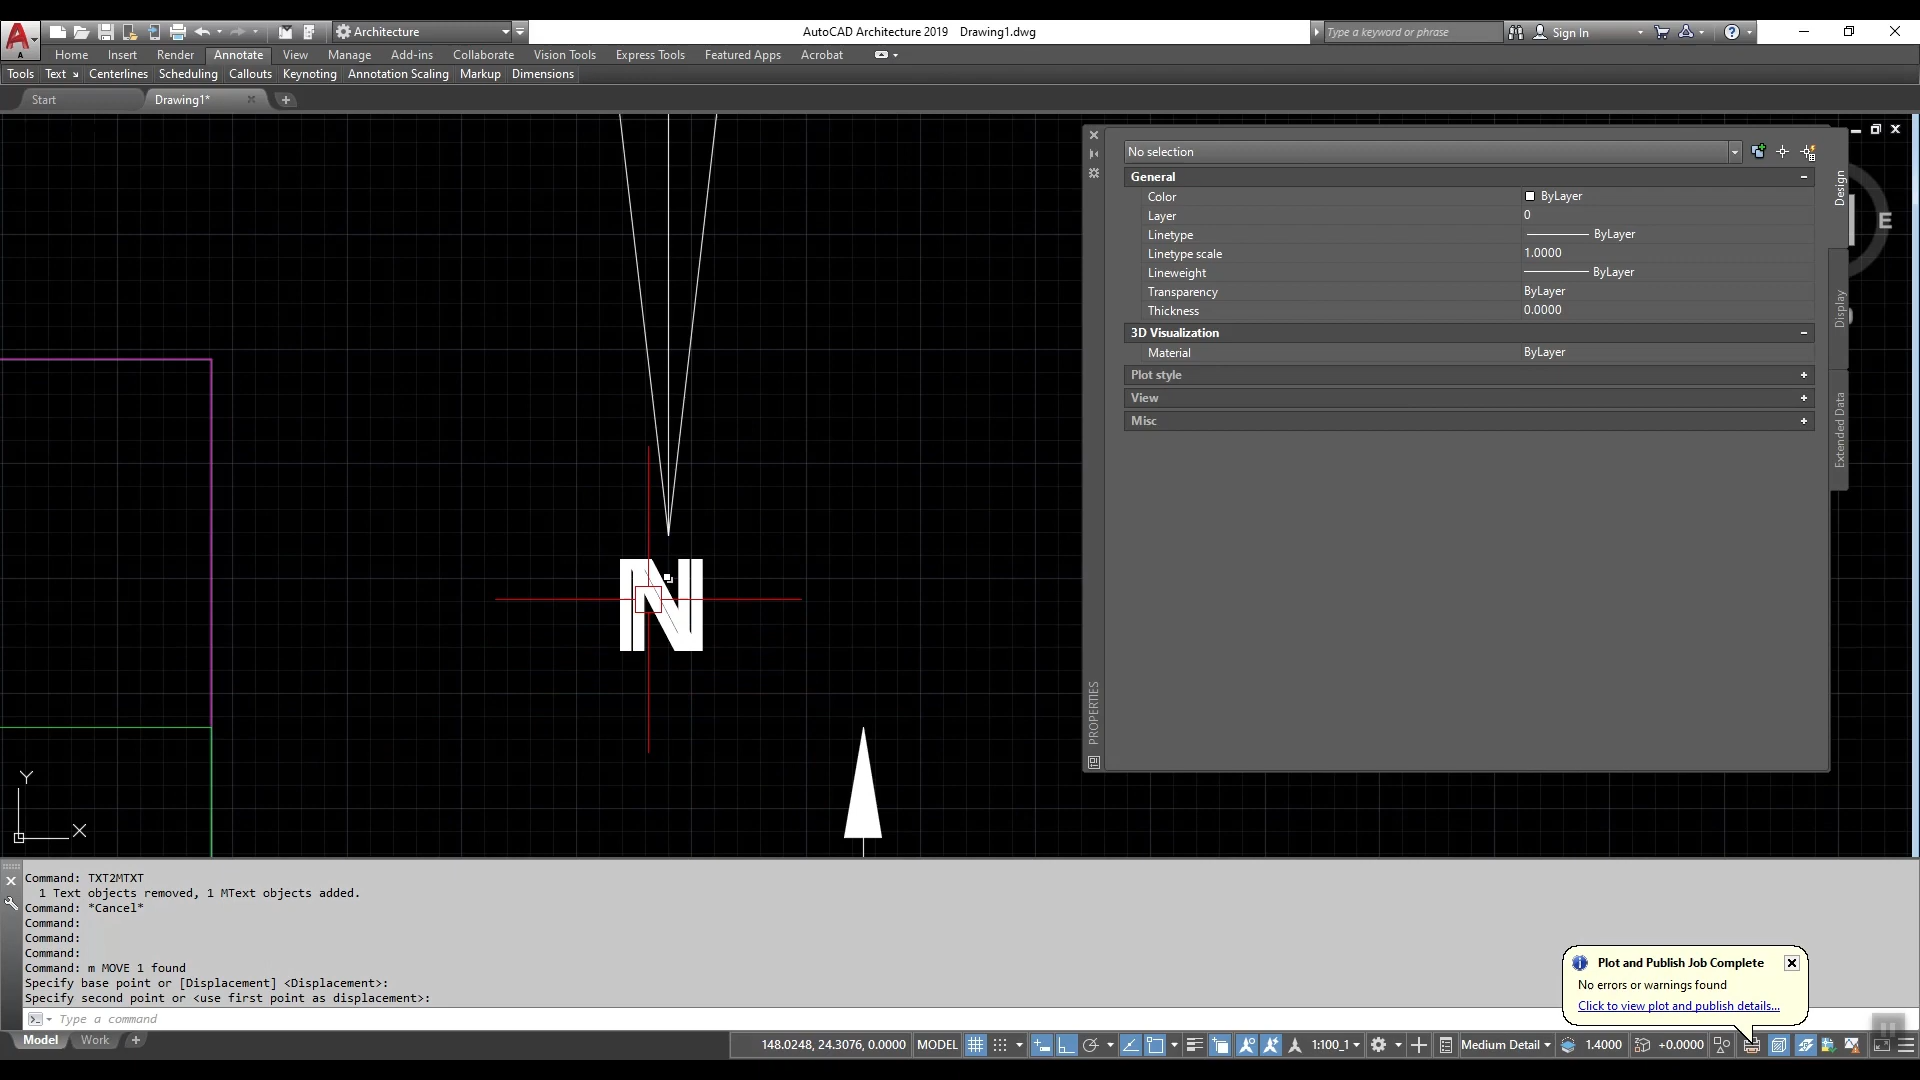 A
A
Architecture
AutoCAD Architecture 2019 Drawing1.dwg
Type a keyword or phrase
Sign In
?
Home Insert Render Annotate View Manage Add-ins Collaborate Vision Tools Express Tools Featured Apps Acrobat
Tools Text Centerlines Scheduling Callouts Keynoting Annotation Scaling Markup Dimensions
Start Drawing1*
No selection
General
Color ByLayer
Layer 0
Linetype ByLayer
Linetype scale 1.0000
Lineweight ByLayer
Transparency ByLayer
Thickness 0.0000
3D Visualization
Material ByLayer
Plot style
View
Misc
Design
Display
Extended Data
PROPERTIES
E
N
Y
X
Command: TXT2MTXT
1 Text objects removed, 1 MText objects added.
Command: *Cancel*
Command:
Command:
Command:
Command: m MOVE 1 found
Specify base point or [Displacement] <Displacement>:
Specify second point or <use first point as displacement>:
Type a command
Plot and Publish Job Complete
No errors or warnings found
Click to view plot and publish details...
Model Work
148.0248, 24.3076, 0.0000 MODEL 1:100_1 Medium Detail 1.4000 +0.0000